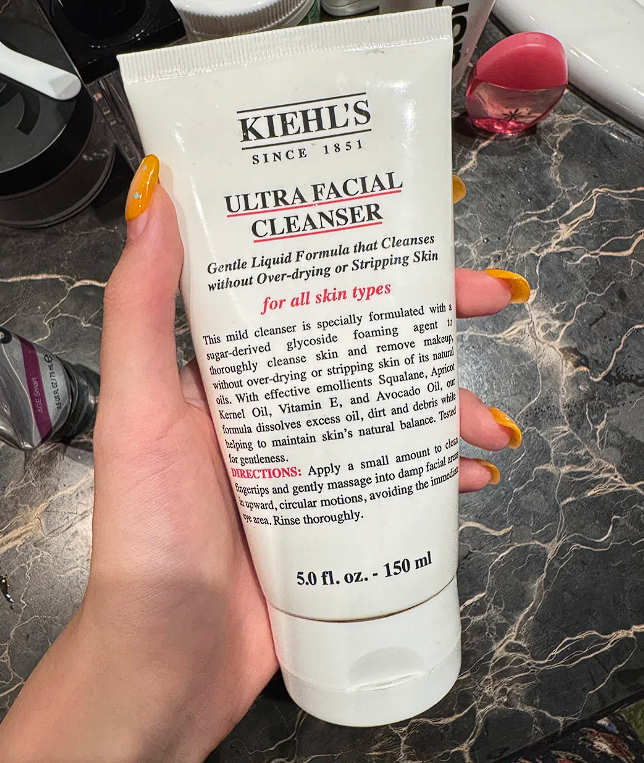 KIEHL'S
SINCE 1851
ULTRA FACIAL
CLEANSER
Gentle Liquid Formula that Cleanses
without Over-drying or Stripping Skin
for all skin types
This mild cleanser is specially formulated with a
sugar-derived glycoside foaming agent to
thoroughly cleanse skin and remove makeup,
without over-drying or stripping skin of its natural
oils. With effective emollients Squalane, Apricot
Kernel Oil, Vitamin E, and Avocado Oil, our
formula dissolves excess oil, dirt and debris while
helping to maintain skin's natural balance. Tested
for gentleness.
DIRECTIONS: Apply a small amount to clean
fingertips and gently massage into damp facial areas
in upward, circular motions, avoiding the immediate
eye area. Rinse thoroughly.
5.0 fl. oz. - 150 ml
AGE Smart